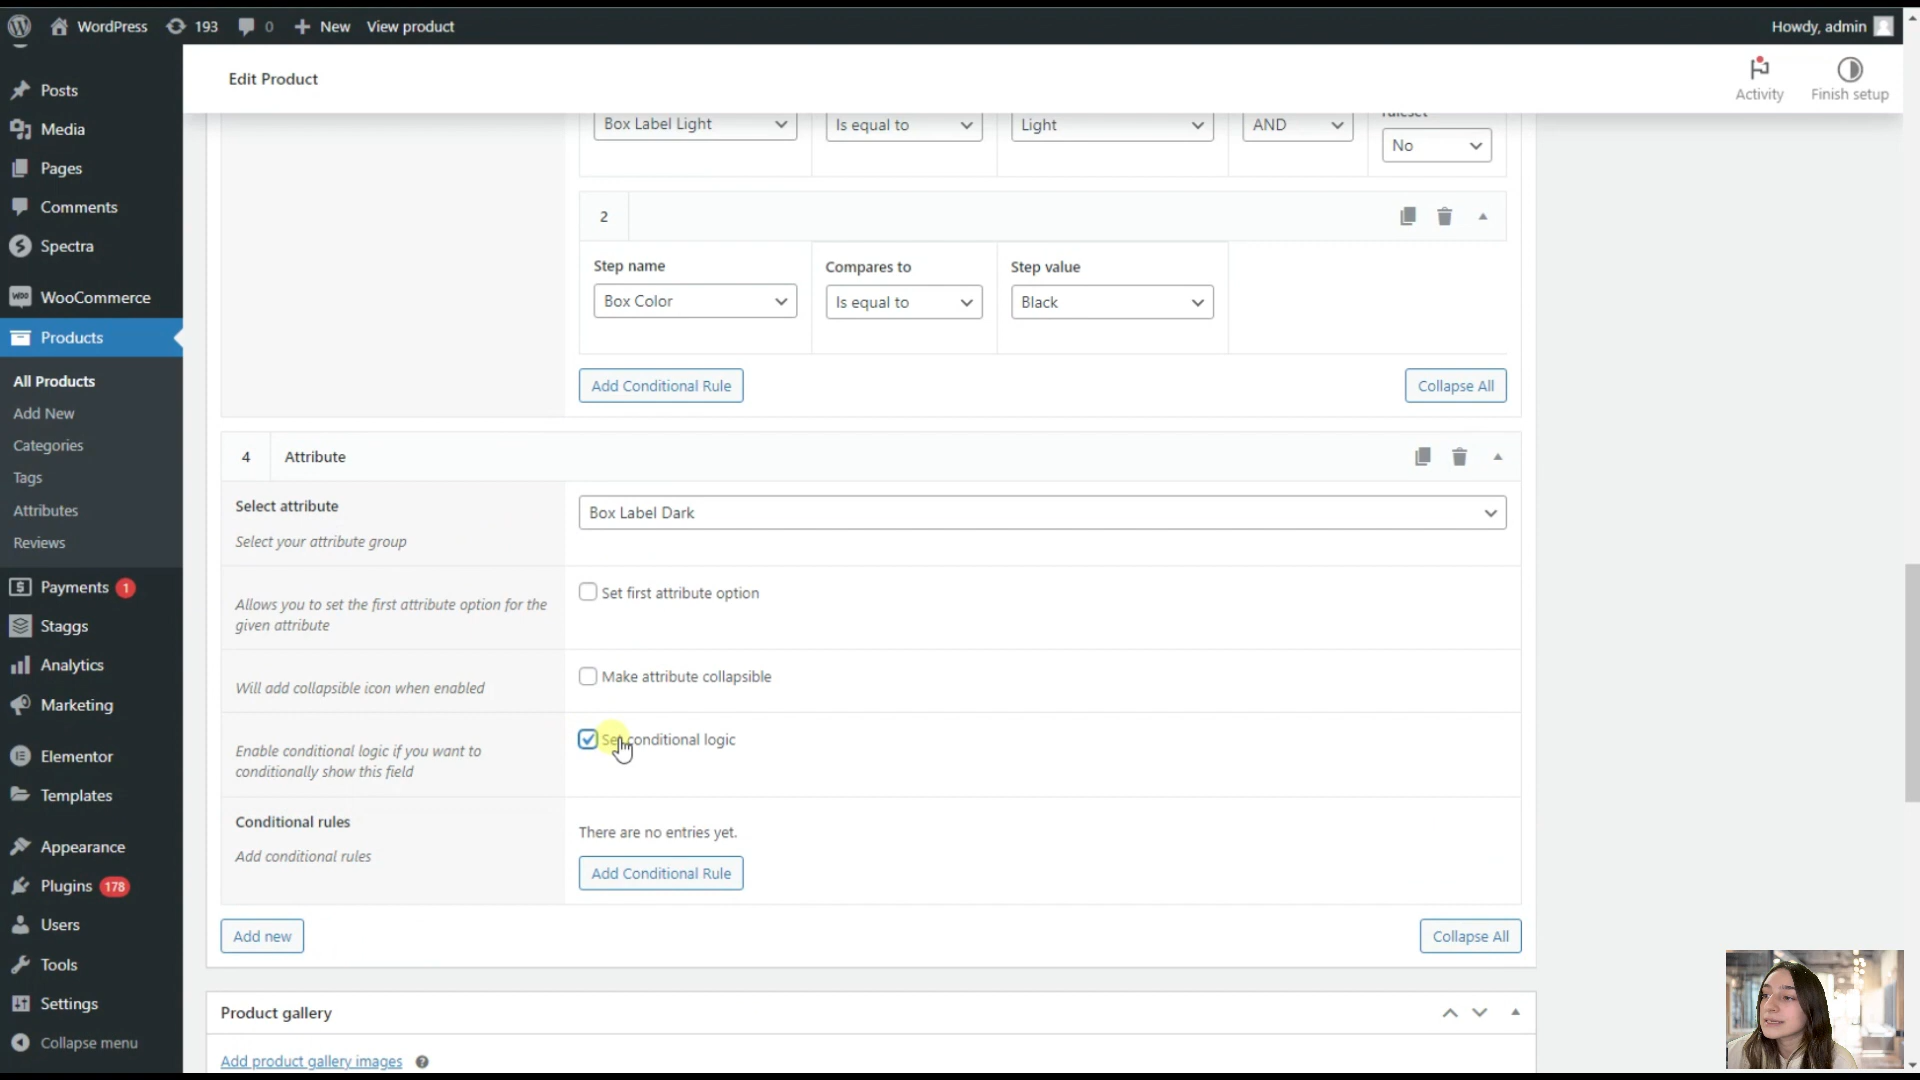 WordPress 193 0 New View product Howdy, admin
Edit Product
Activity
Finish setup
Posts
Media
Pages
Comments
Spectra
WooCommerce
Products
All Products
Add New
Categories
Tags
Attributes
Reviews
Payments 1
Staggs
Analytics
Marketing
Elementor
Templates
Appearance
Plugins 178
Users
Tools
Settings
Collapse menu
Box Label Light Is equal to Light AND
ruleset
No
2
Step name Compares to Step value
Box Color Is equal to Black
Add Conditional Rule Collapse All
4 Attribute
Select attribute
Select your attribute group
Box Label Dark
Allows you to set the first attribute option for the
given attribute
Set first attribute option
Will add collapsible icon when enabled
Make attribute collapsible
Enable conditional logic if you want to
conditionally show this field
Set conditional logic
Conditional rules
Add conditional rules
There are no entries yet.
Add Conditional Rule
Add new Collapse All
Product gallery
Add product gallery images